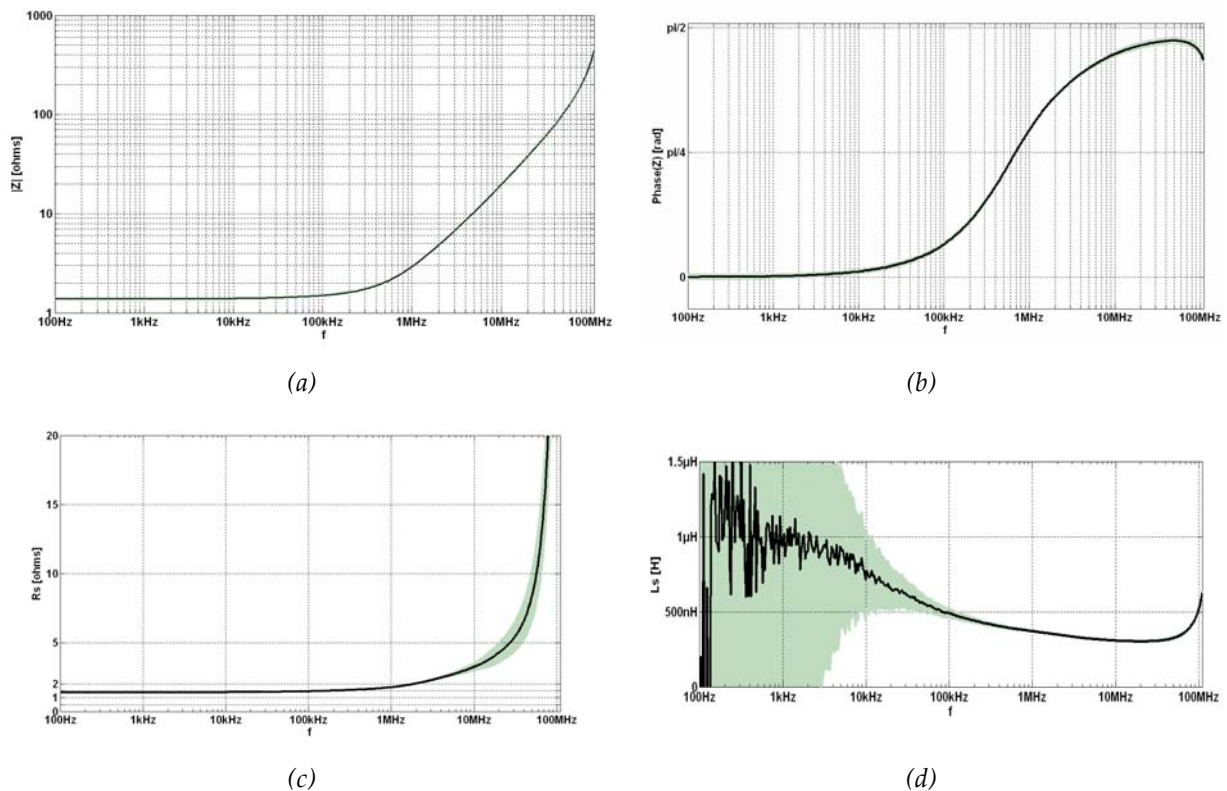 1000
100
10
1
|Z| [ohms]
100Hz 1kHz 10kHz 100kHz 1MHz 10MHz 100MHz
f
(a)
pI/2
pI/4
0
Phase(Z) [rad]
100Hz 1kHz 10kHz 100kHz 1MHz 10MHz 100MHz
f
(b)
20
15
10
5
2
1
0
Rs [ohms]
100Hz 1kHz 10kHz 100kHz 1MHz 10MHz 100MHz
f
(c)
1.5µH
1µH
500nH
0
Ls [H]
100Hz 1kHz 10kHz 100kHz 1MHz 10MHz 100MHz
f
(d)